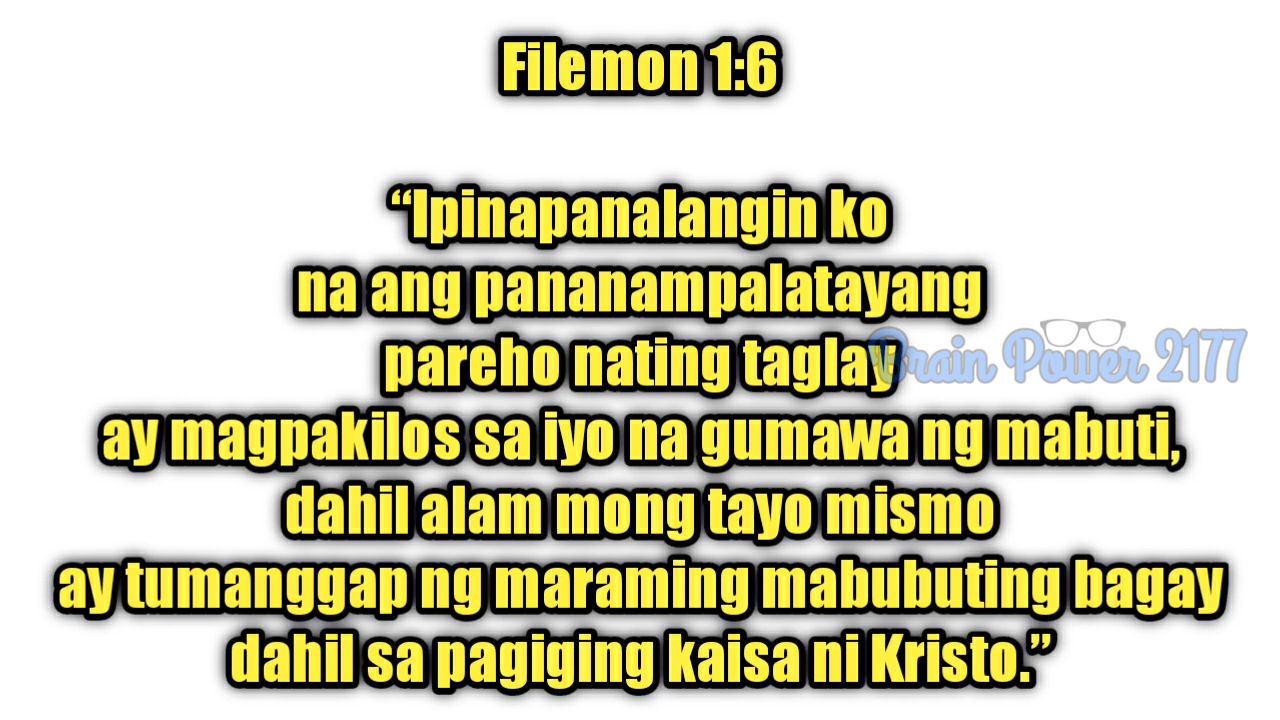 Filemon 1:6
“Ipinapanalangin ko
na ang pananampalatayang
pareho nating taglay
Brain Power 2177
ay magpakilos sa iyo na gumawa ng mabuti,
dahil alam mong tayo mismo
ay tumanggap ng maraming mabubuting bagay
dahil sa pagiging kaisa ni Kristo.”